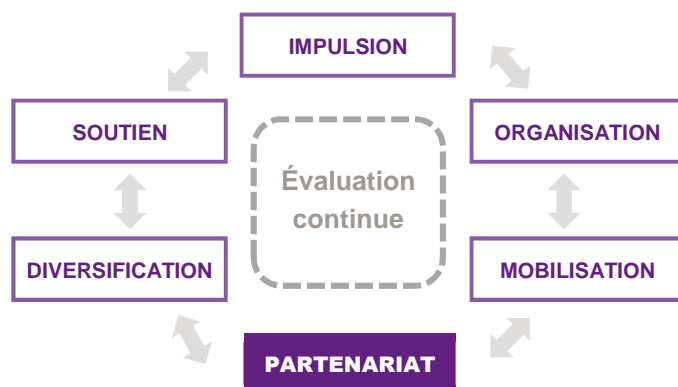 IMPULSION
SOUTIEN
ORGANISATION
Évaluation
continue
DIVERSIFICATION
MOBILISATION
PARTENARIAT